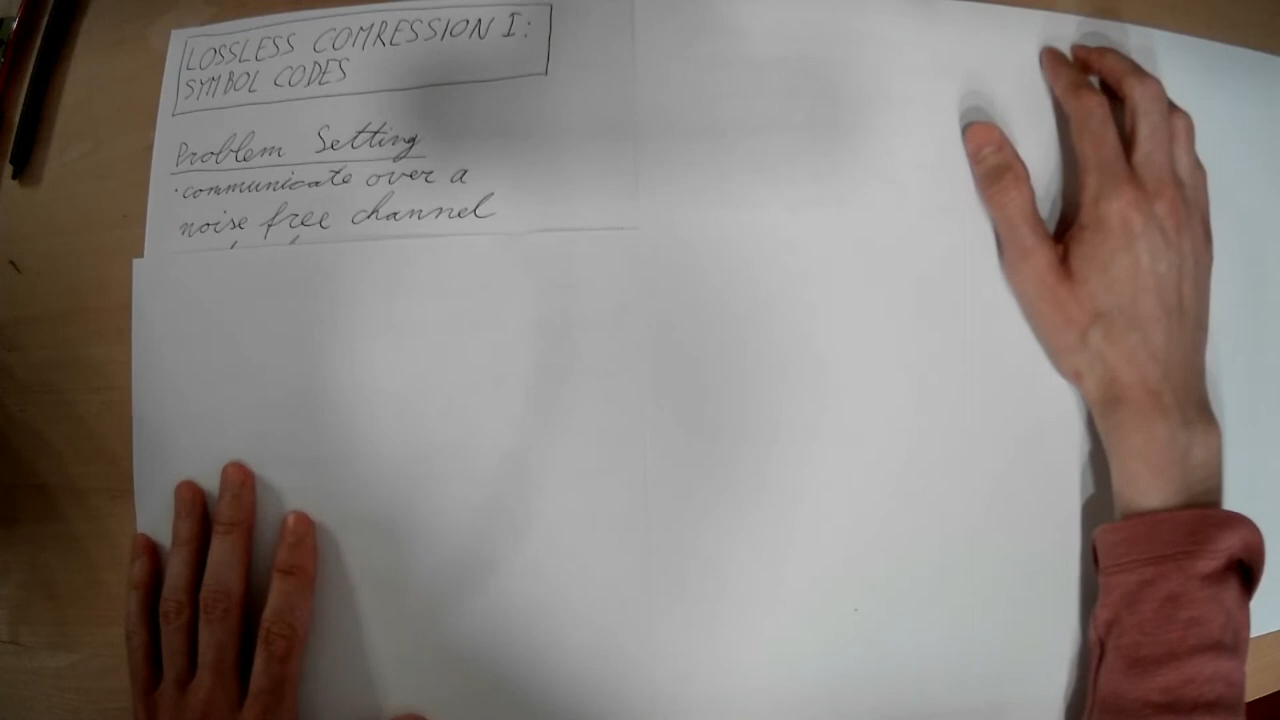 LOSSLESS COMRESSION I:
SYMBOL CODES
Problem Setting
· communicate over a
noise free channel